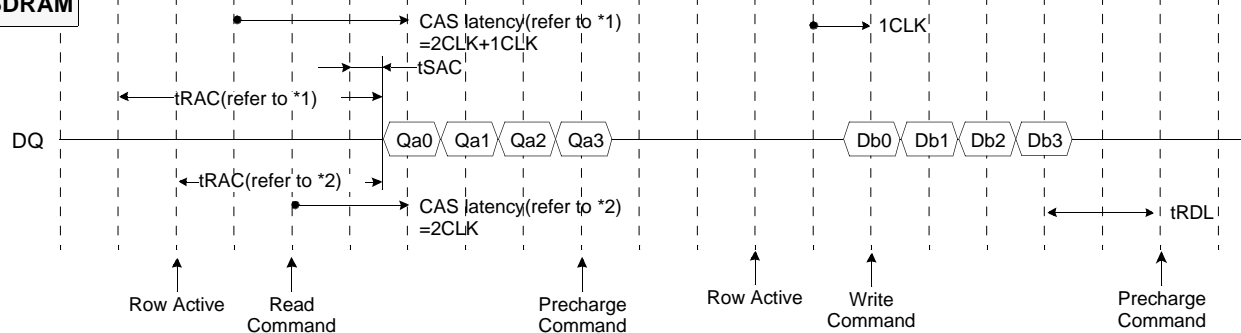 SDRAM
CAS latency(refer to *1)
=2CLK+1CLK
1CLK
tSAC
tRAC(refer to *1)
DQ
Qa0 Qa1 Qa2 Qa3
Db0 Db1 Db2 Db3
tRAC(refer to *2)
CAS latency(refer to *2)
=2CLK
tRDL
Row Active
Read
Command
Precharge
Command
Row Active
Write
Command
Precharge
Command